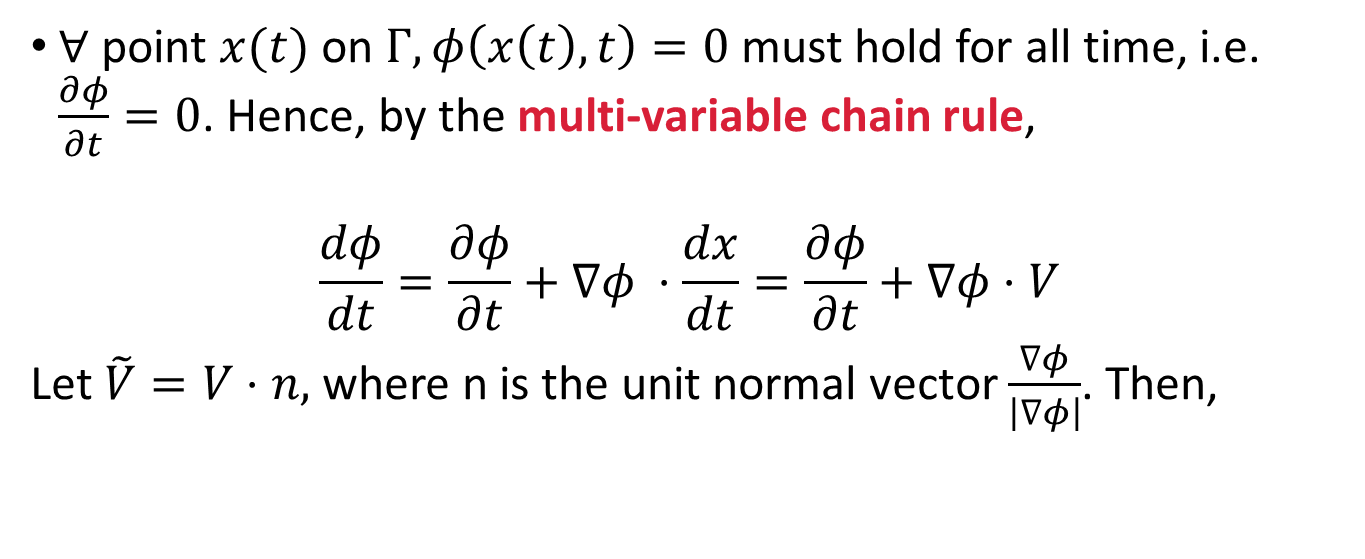 • ∀ point x(t) on Γ, ϕ(x(t), t) = 0 must hold for all time, i.e.
∂ϕ/∂t = 0. Hence, by the multi-variable chain rule,
dϕ/dt = ∂ϕ/∂t + ∇ϕ · dx/dt = ∂ϕ/∂t + ∇ϕ · V
Let Ṽ = V · n, where n is the unit normal vector ∇ϕ/|∇ϕ|. Then,